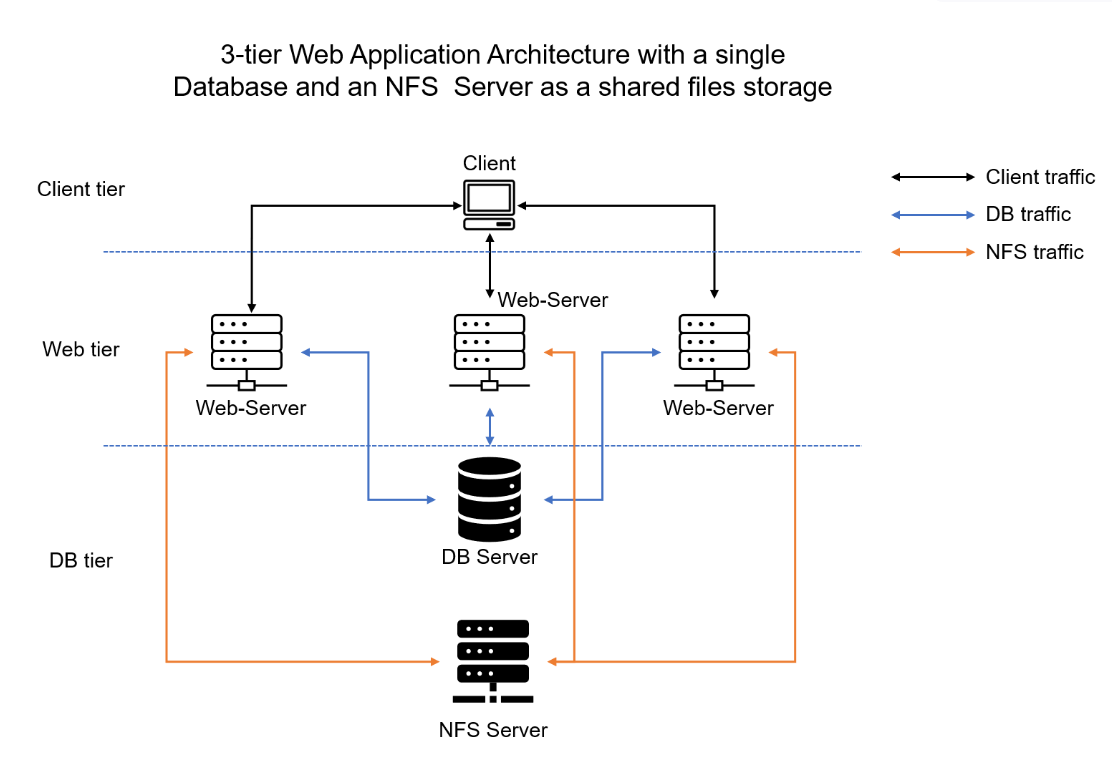 3-tier Web Application Architecture with a single
Database and an NFS  Server as a shared files storage
Client
Client tier
Client traffic
DB traffic
NFS traffic
Web-Server
Web tier
Web-Server
Web-Server
DB Server
DB tier
NFS Server